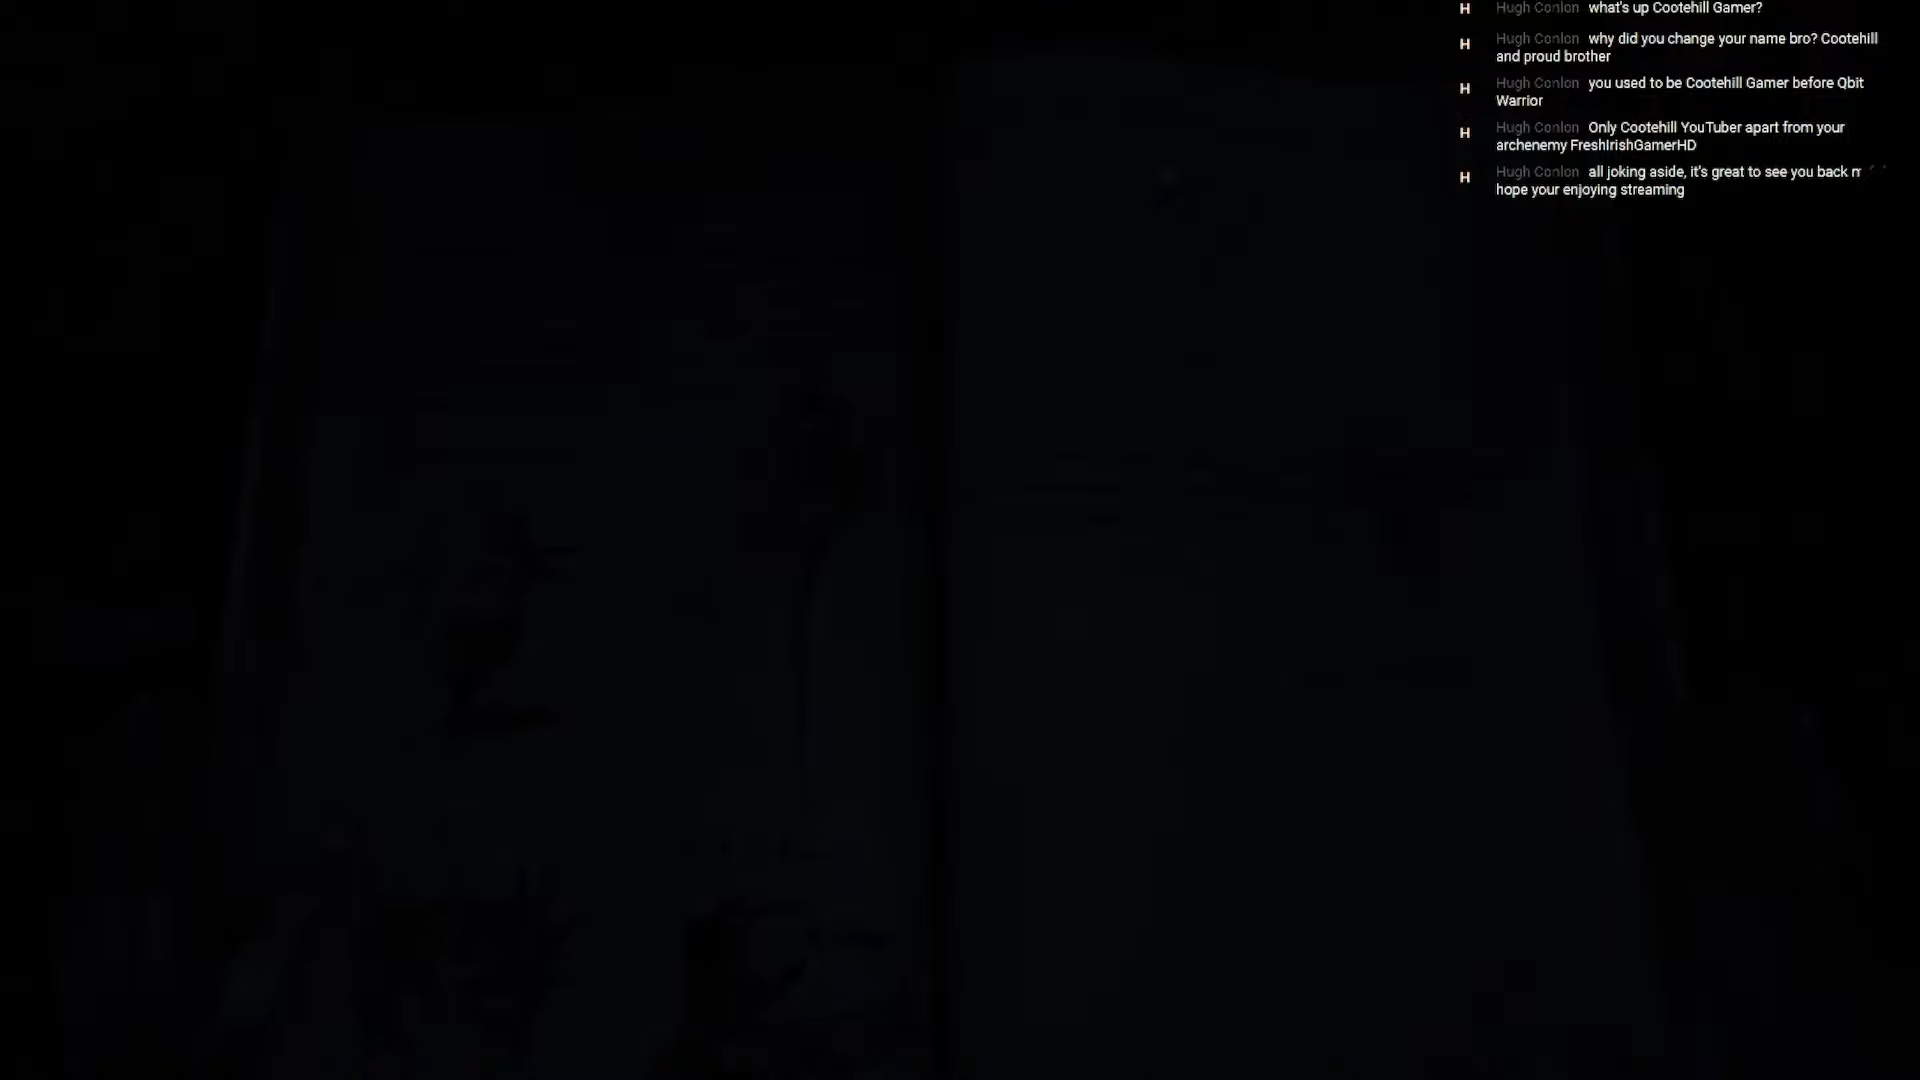 H Hugh Conlon what's up Cootehill Gamer?
H Hugh Conlon why did you change your name bro? Cootehill
and proud brother
H Hugh Conlon you used to be Cootehill Gamer before Qbit
Warrior
H Hugh Conlon Only Cootehill YouTuber apart from your
archenemy FreshIrishGamerHD
H Hugh Conlon all joking aside, it's great to see you back
hope your enjoying streaming